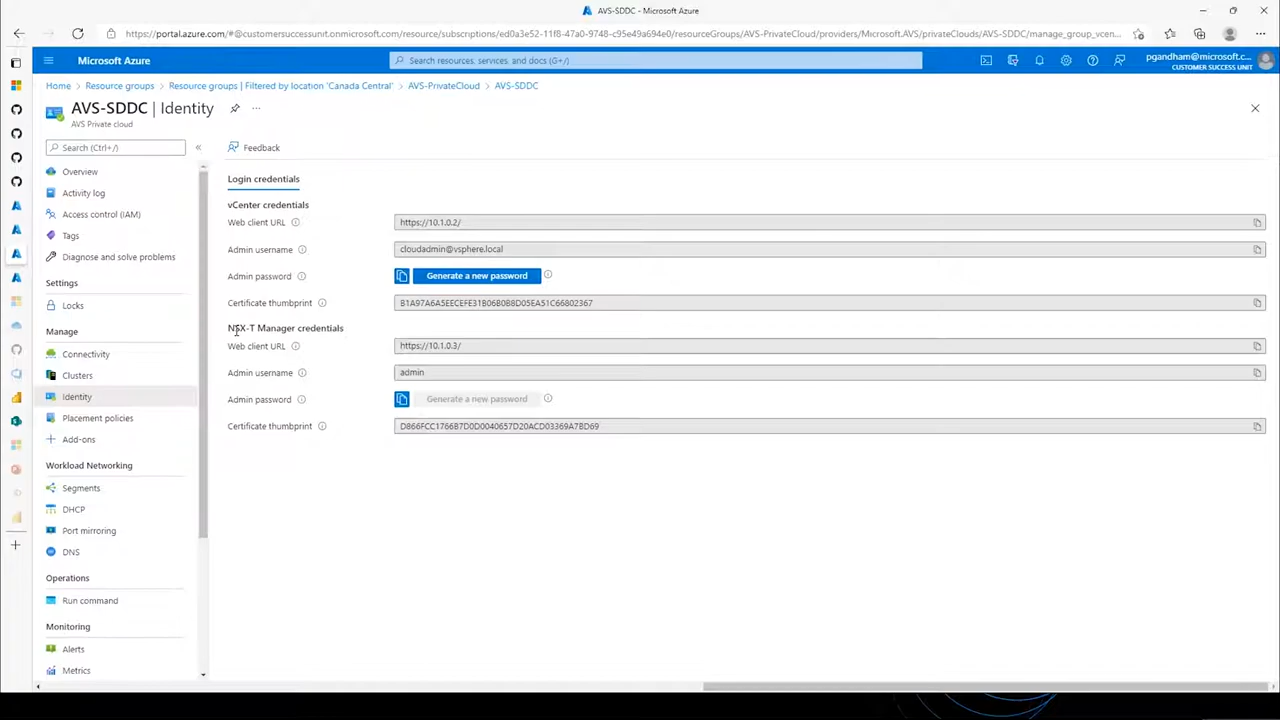 AVS-SDDC - Microsoft Azure
https://portal.azure.com/#@customersuccessunit.onmicrosoft.com/resource/subscriptions/ed0a3e52-11f8-47a0-9748-c95e49a694e0/resourceGroups/AVS-PrivateCloud/providers/Microsoft.AVS/privateClouds/AVS-SDDC/manage_group_vcen...
Microsoft Azure
Search resources, services, and docs (G+/)
pgandham@microsoft.c...
CUSTOMER SUCCESS UNIT
Home > Resource groups > Resource groups | Filtered by location 'Canada Central' > AVS-PrivateCloud > AVS-SDDC
AVS-SDDC | Identity
AVS Private cloud
Search (Ctrl+/)
Feedback
Overview
Activity log
Access control (IAM)
Tags
Diagnose and solve problems
Settings
Locks
Manage
Connectivity
Clusters
Identity
Placement policies
Add-ons
Workload Networking
Segments
DHCP
Port mirroring
DNS
Operations
Run command
Monitoring
Alerts
Metrics
Login credentials
vCenter credentials
Web client URL https://10.1.0.2/
Admin username cloudadmin@vsphere.local
Admin password Generate a new password
Certificate thumbprint B1A97A6A5EECEFE31B06B0B8D05EA51C66802367
NSX-T Manager credentials
Web client URL https://10.1.0.3/
Admin username admin
Admin password Generate a new password
Certificate thumbprint D866FCC1766B7D0D0040657D20ACD03369A7BD69